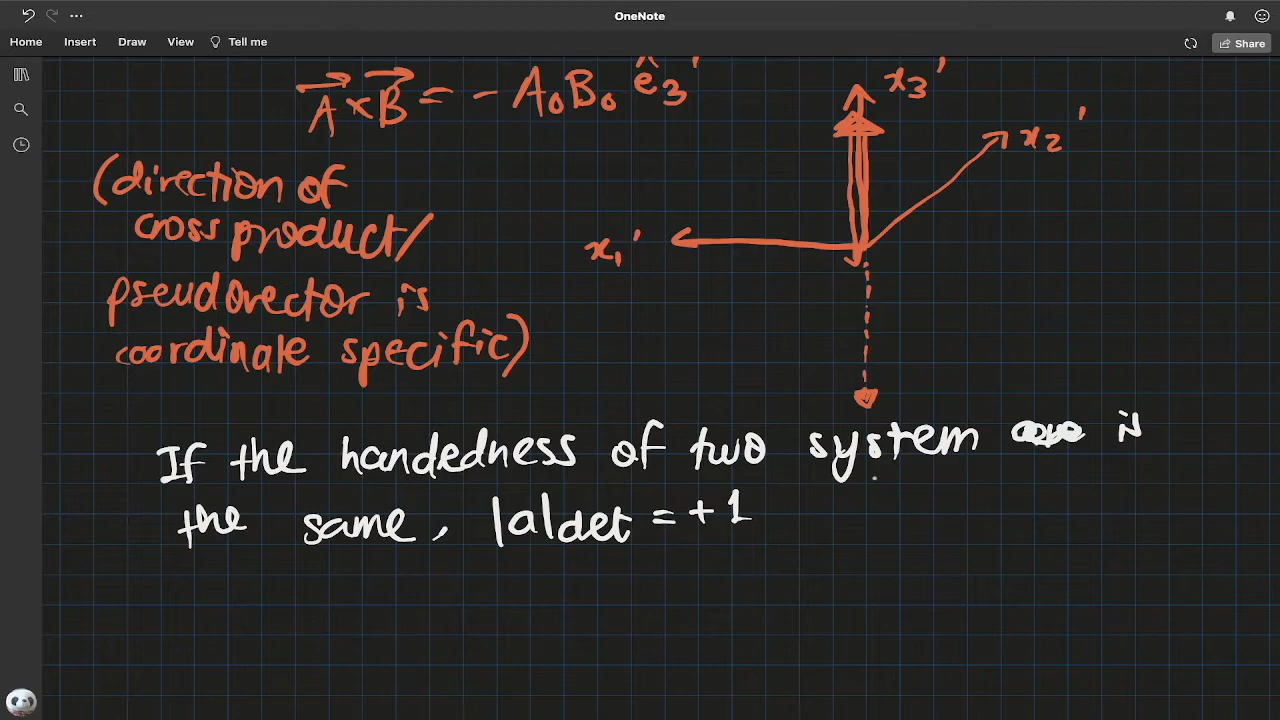 OneNote
Home Insert Draw View Tell me Share
A×B = - A₀B₀ ê₃'
x₃'
x₂'
x₁'
(direction of
cross product/
pseudovector is
coordinate specific)
If the handedness of two system is
the same, |a|det = +1